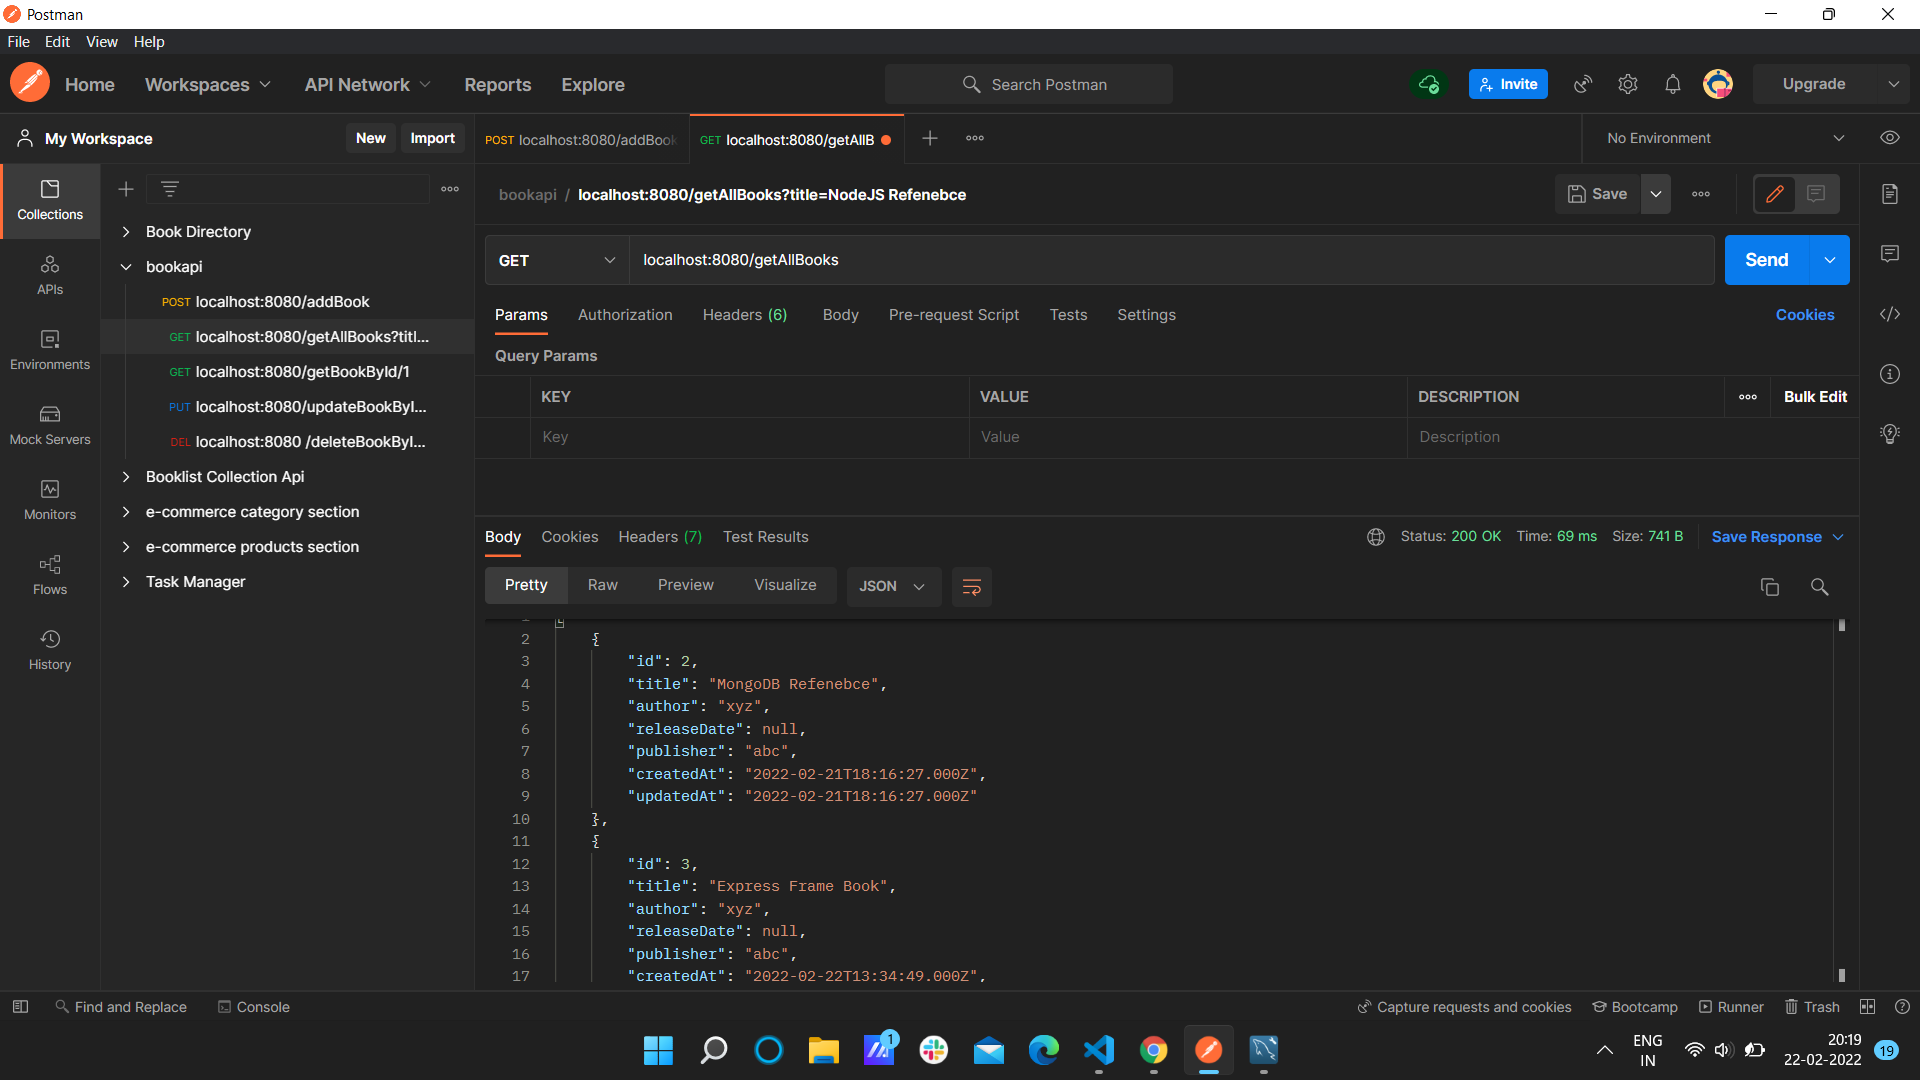 Postman
File Edit View Help
Home Workspaces API Network Reports Explore Search Postman Invite Upgrade
My Workspace New Import POST localhost:8080/addBook GET localhost:8080/getAllB No Environment
bookapi / localhost:8080/getAllBooks?title=NodeJS Refenebce Save
Collections
APIs
Environments
Mock Servers
Monitors
Flows
History
Book Directory
bookapi
POST localhost:8080/addBook
GET localhost:8080/getAllBooks?titl...
GET localhost:8080/getBookById/1
PUT localhost:8080/updateBookByI...
DEL localhost:8080 /deleteBookByI...
Booklist Collection Api
e-commerce category section
e-commerce products section
Task Manager
GET localhost:8080/getAllBooks Send
Params Authorization Headers (6) Body Pre-request Script Tests Settings Cookies
Query Params
KEY VALUE DESCRIPTION Bulk Edit
Key Value Description
Body Cookies Headers (7) Test Results Status: 200 OK Time: 69 ms Size: 741 B Save Response
Pretty Raw Preview Visualize JSON
2 {
3 "id": 2,
4 "title": "MongoDB Refenebce",
5 "author": "xyz",
6 "releaseDate": null,
7 "publisher": "abc",
8 "createdAt": "2022-02-21T18:16:27.000Z",
9 "updatedAt": "2022-02-21T18:16:27.000Z"
10 },
11 {
12 "id": 3,
13 "title": "Express Frame Book",
14 "author": "xyz",
15 "releaseDate": null,
16 "publisher": "abc",
17 "createdAt": "2022-02-22T13:34:49.000Z",
Find and Replace Console Capture requests and cookies Bootcamp Runner Trash
1
ENG
IN
20:19
22-02-2022
19